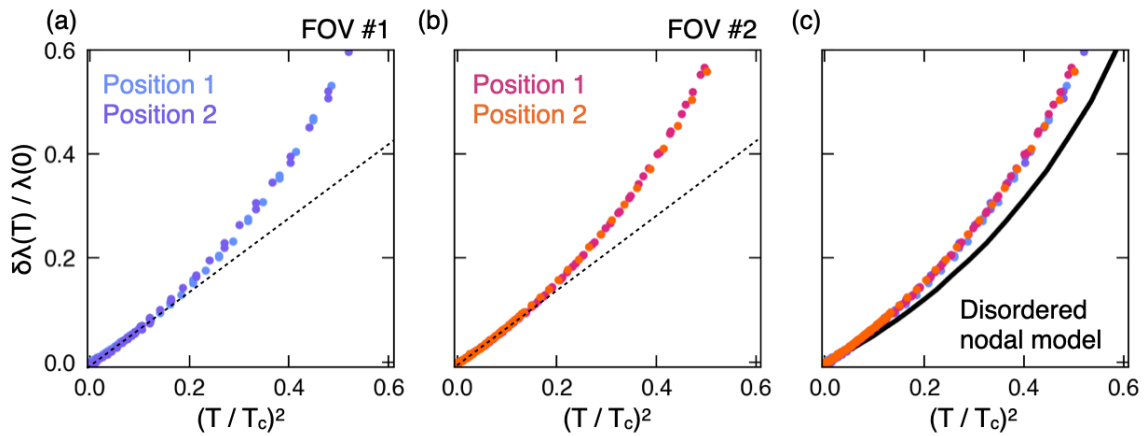 (a)
FOV #1
(b)
FOV #2
(c)
0.6
0.4
0.2
0.0
δλ(T) / λ(0)
Position 1
Position 2
Position 1
Position 2
Disordered
nodal model
0.0
0.2
0.4
0.6
0.0
0.2
0.4
0.6
0.0
0.2
0.4
0.6
(T / Tc)²
(T / Tc)²
(T / Tc)²